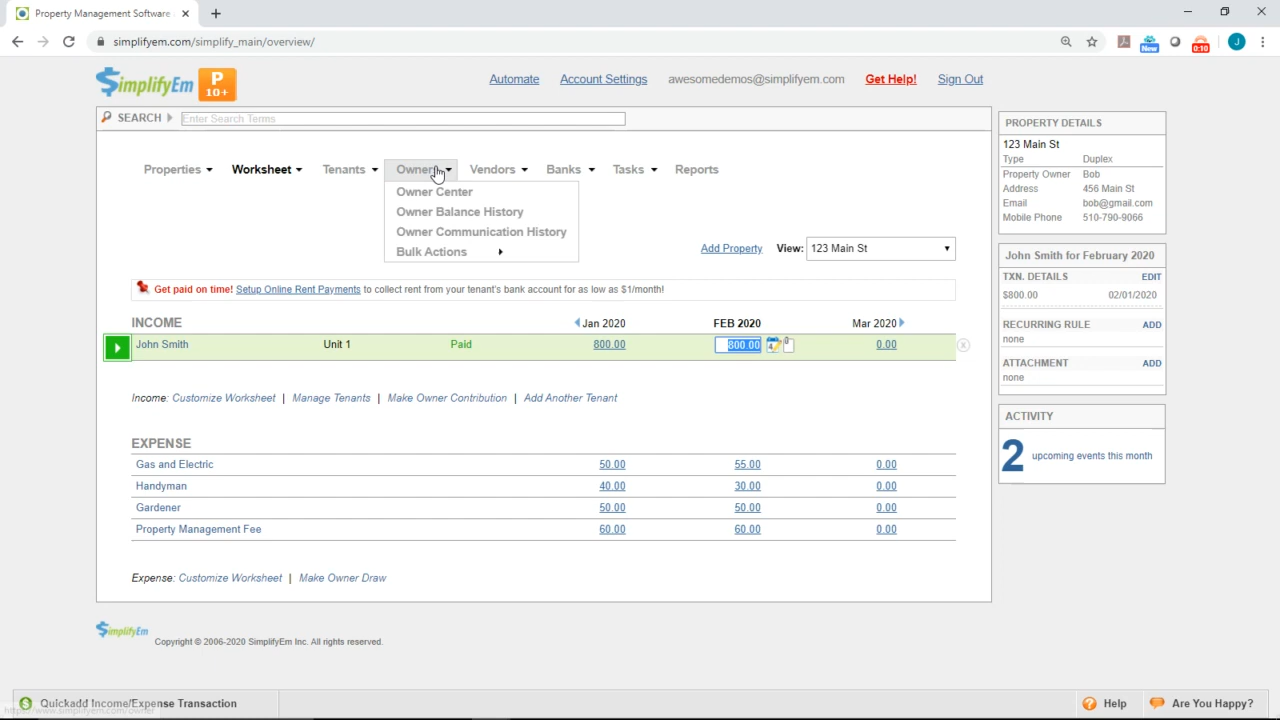 Property Management Software
simplifyem.com/simplify_main/overview/
New
0:10
J
SimplifyEm
P
10+
Automate
Account Settings
awesomedemos@simplifyem.com
Get Help!
Sign Out
SEARCH
Enter Search Terms
Properties
Worksheet
Tenants
Owner
Vendors
Banks
Tasks
Reports
Owner Center
Owner Balance History
Owner Communication History
Bulk Actions
Add Property
View:
123 Main St
Get paid on time! Setup Online Rent Payments to collect rent from your tenant's bank account for as low as $1/month!
INCOME
Jan 2020
FEB 2020
Mar 2020
John Smith
Unit 1
Paid
800.00
800.00
0.00
Income: Customize Worksheet | Manage Tenants | Make Owner Contribution | Add Another Tenant
EXPENSE
Gas and Electric
50.00
55.00
0.00
Handyman
40.00
30.00
0.00
Gardener
50.00
50.00
0.00
Property Management Fee
60.00
60.00
0.00
Expense: Customize Worksheet | Make Owner Draw
PROPERTY DETAILS
123 Main St
Type Duplex
Property Owner Bob
Address 456 Main St
Email bob@gmail.com
Mobile Phone 510-790-9066
John Smith for February 2020
TXN. DETAILS EDIT
$800.00 02/01/2020
RECURRING RULE ADD
none
ATTACHMENT ADD
none
ACTIVITY
2 upcoming events this month
SimplifyEm
Copyright © 2006-2020 SimplifyEm Inc. All rights reserved.
Quickadd Income/Expense Transaction
Help
Are You Happy?